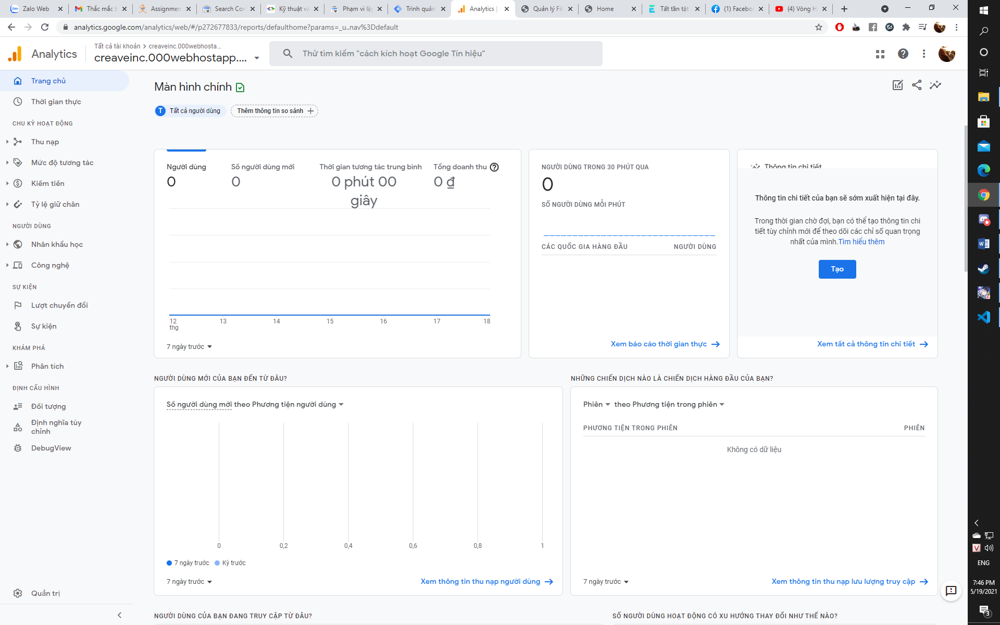 Zalo Web
Thắc mắc b
Assignmen
Search Con
Kỹ thuật và
Phạm vi lậ
Trình quản
Analytics |
Quản lý Fil
Home
Tất tần tật
(1) Facebo
(4) Vòng H
analytics.google.com/analytics/web/#/p272677833/reports/defaulthome?params=_u..nav%3Ddefault
Analytics
Tất cả tài khoản > creaveinc.000webhosta...
creaveinc.000webhostapp....
Thử tìm kiếm "cách kích hoạt Google Tín hiệu"
Trang chủ
Thời gian thực
CHU KỲ HOẠT ĐỘNG
Thu nạp
Mức độ tương tác
Kiếm tiền
Tỷ lệ giữ chân
NGƯỜI DÙNG
Nhân khẩu học
Công nghệ
SỰ KIỆN
Lượt chuyển đổi
Sự kiện
KHÁM PHÁ
Phân tích
ĐỊNH CẤU HÌNH
Đối tượng
Định nghĩa tùy
chỉnh
DebugView
Quản trị
Màn hình chính
T Tất cả người dùng
Thêm thông tin so sánh
Người dùng
0
Số người dùng mới
0
Thời gian tương tác trung bình
0 phút 00
giây
Tổng doanh thu
0 ₫
12 13 14 15 16 17 18
thg
7 ngày trước
NGƯỜI DÙNG TRONG 30 PHÚT QUA
0
SỐ NGƯỜI DÙNG MỖI PHÚT
CÁC QUỐC GIA HÀNG ĐẦU NGƯỜI DÙNG
Xem báo cáo thời gian thực
Thông tin chi tiết
Thông tin chi tiết của bạn sẽ sớm xuất hiện tại đây.
Trong thời gian chờ đợi, bạn có thể tạo thông tin chi
tiết tùy chỉnh mới để theo dõi các chỉ số quan trọng
nhất của mình.Tìm hiểu thêm
Tạo
Xem tất cả thông tin chi tiết
NGƯỜI DÙNG MỚI CỦA BẠN ĐẾN TỪ ĐÂU?
Số người dùng mới theo Phương tiện người dùng
0 0,2 0,4 0,6 0,8 1
7 ngày trước Kỳ trước
7 ngày trước
Xem thông tin thu nạp người dùng
NHỮNG CHIẾN DỊCH NÀO LÀ CHIẾN DỊCH HÀNG ĐẦU CỦA BẠN?
Phiên theo Phương tiện trong phiên
PHƯƠNG TIỆN TRONG PHIÊN PHIÊN
Không có dữ liệu
7 ngày trước
Xem thông tin thu nạp lưu lượng truy cập
NGƯỜI DÙNG CỦA BẠN ĐANG TRUY CẬP TỪ ĐÂU?
SỐ NGƯỜI DÙNG HOẠT ĐỘNG CÓ XU HƯỚNG THAY ĐỔI NHƯ THẾ NÀO?
ENG
7:46 PM
5/19/2021
3